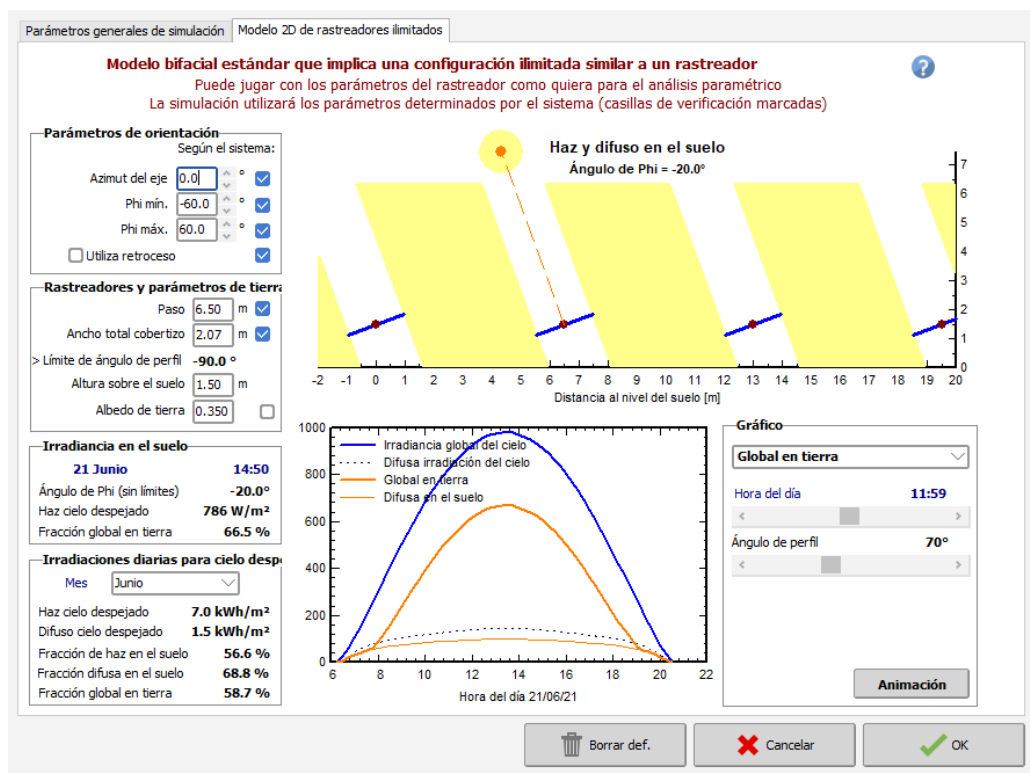 Parámetros generales de simulación
Modelo 2D de rastreadores ilimitados
Modelo bifacial estándar que implica una configuración ilimitada similar a un rastreador
Puede jugar con los parámetros del rastreador como quiera para el análisis paramétrico
La simulación utilizará los parámetros determinados por el sistema (casillas de verificación marcadas)
?
Parámetros de orientación
Según el sistema:
Azimut del eje 0.0 °
Phi mín. -60.0 °
Phi máx. 60.0 °
Utiliza retroceso
Rastreadores y parámetros de tierra
Paso 6.50 m
Ancho total cobertizo 2.07 m
> Límite de ángulo de perfil -90.0 °
Altura sobre el suelo 1.50 m
Albedo de tierra 0.350
Irradiancia en el suelo
21 Junio 14:50
Ángulo de Phi (sin límites) -20.0°
Haz cielo despejado 786 W/m²
Fracción global en tierra 66.5 %
Irradiaciones diarias para cielo desp
Mes Junio
Haz cielo despejado 7.0 kWh/m²
Difuso cielo despejado 1.5 kWh/m²
Fracción de haz en el suelo 56.6 %
Fracción difusa en el suelo 68.8 %
Fracción global en tierra 58.7 %
Haz y difuso en el suelo
Ángulo de Phi = -20.0°
7
6
5
4
3
2
1
0
-2 -1 0 1 2 3 4 5 6 7 8 9 10 11 12 13 14 15 16 17 18 19 20
Distancia al nivel del suelo [m]
1000
800
600
400
200
0
Irradiancia global del cielo
Difusa irradiación del cielo
Global en tierra
Difusa en el suelo
6 8 10 12 14 16 18 20 22
Hora del día 21/06/21
Gráfico
Global en tierra
Hora del día 11:59
Ángulo de perfil 70°
Animación
Borrar def.
Cancelar
OK